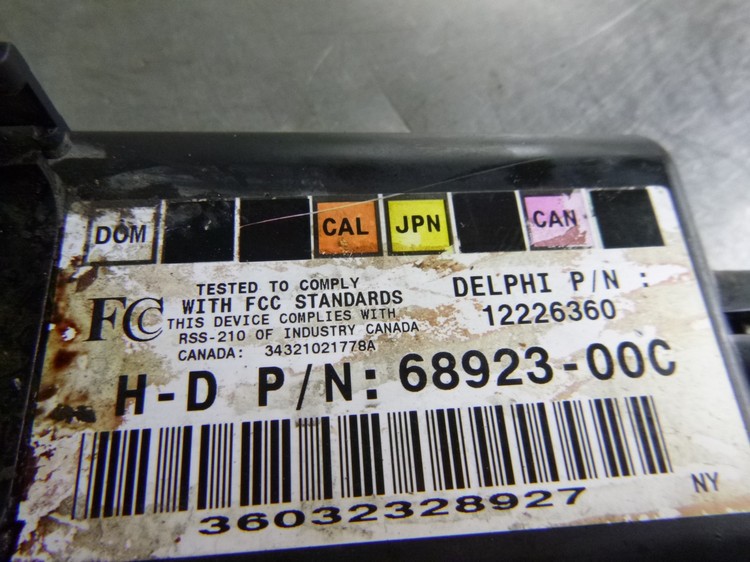 DOM CAL JPN CAN
FCC
TESTED TO COMPLY
WITH FCC STANDARDS
THIS DEVICE COMPLIES WITH
RSS-210 OF INDUSTRY CANADA
CANADA: 34321021778A
DELPHI P/N :
12226360
H-D P/N: 68923-00C
36032328927
NY